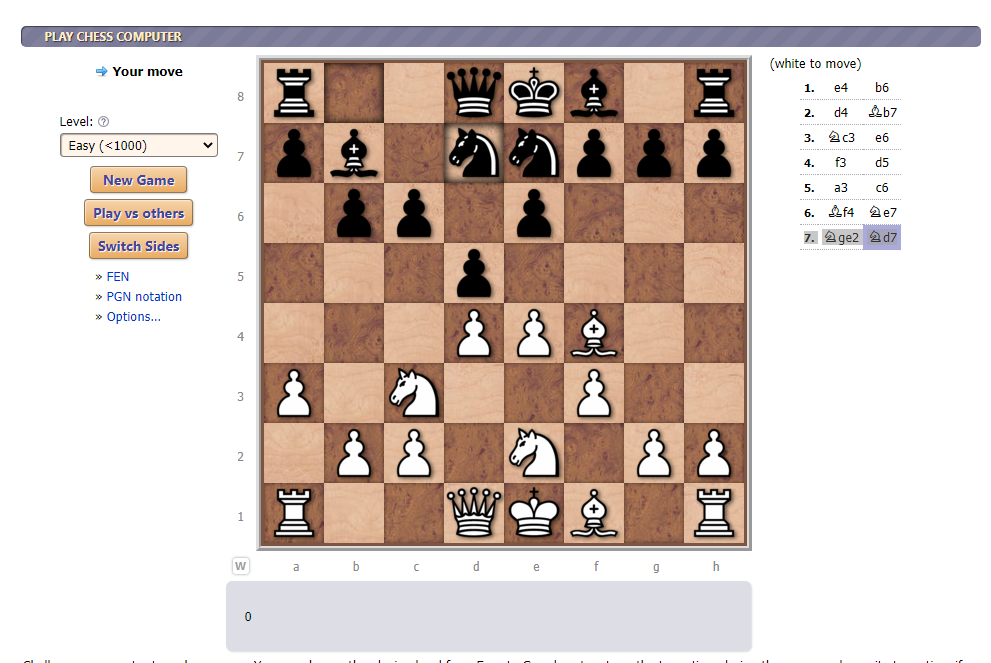 PLAY CHESS COMPUTER
Your move
Level:
Easy (<1000)
New Game
Play vs others
Switch Sides
» FEN
» PGN notation
» Options...
8
7
6
5
4
3
2
1
W a b c d e f g h
0
(white to move)
1. e4 b6
2. d4 ♗b7
3. ♘c3 e6
4. f3 d5
5. a3 c6
6. ♗f4 ♘e7
7. ♘ge2 ♘d7